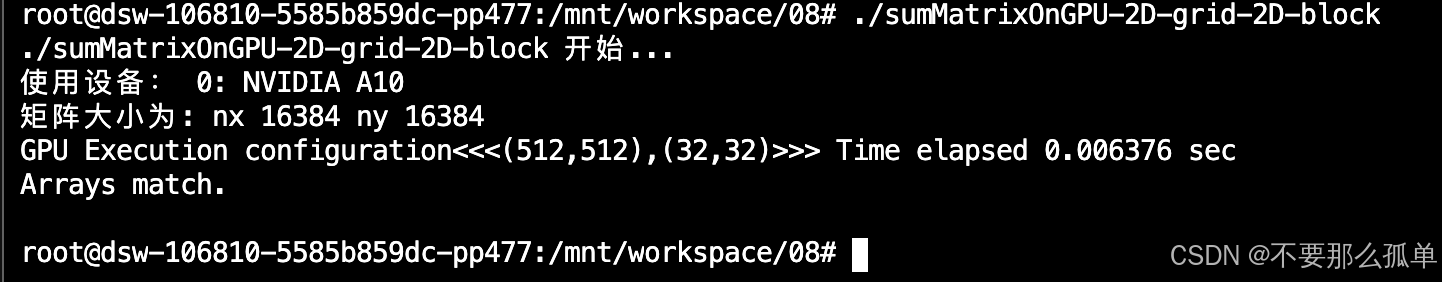 root@dsw-106810-5585b859dc-pp477:/mnt/workspace/08# ./sumMatrixOnGPU-2D-grid-2D-block
./sumMatrixOnGPU-2D-grid-2D-block 开始...
使用设备： 0: NVIDIA A10
矩阵大小为: nx 16384 ny 16384
GPU Execution configuration<<<(512,512),(32,32)>>> Time elapsed 0.006376 sec
Arrays match.
root@dsw-106810-5585b859dc-pp477:/mnt/workspace/08#
CSDN @不要那么孤单